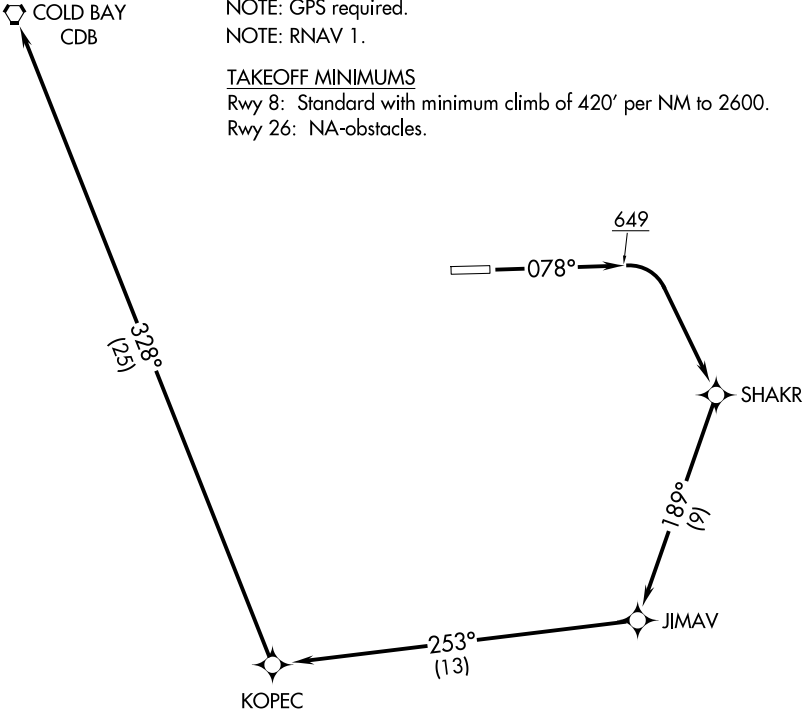 COLD BAY
CDB
NOTE: GPS required.
NOTE: RNAV 1.
TAKEOFF MINIMUMS
Rwy 8: Standard with minimum climb of 420' per NM to 2600.
Rwy 26: NA-obstacles.
649
078°
328°
(25)
SHAKR
189°
(9)
JIMAV
253°
(13)
KOPEC